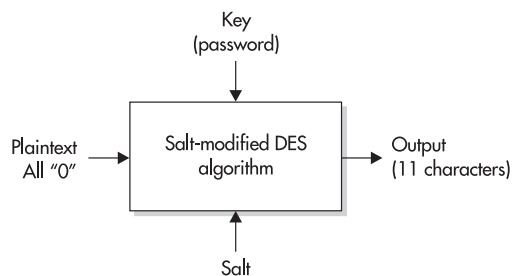 Key
(password)
Plaintext
All “0”
Salt-modified DES
algorithm
Output
(11 characters)
Salt